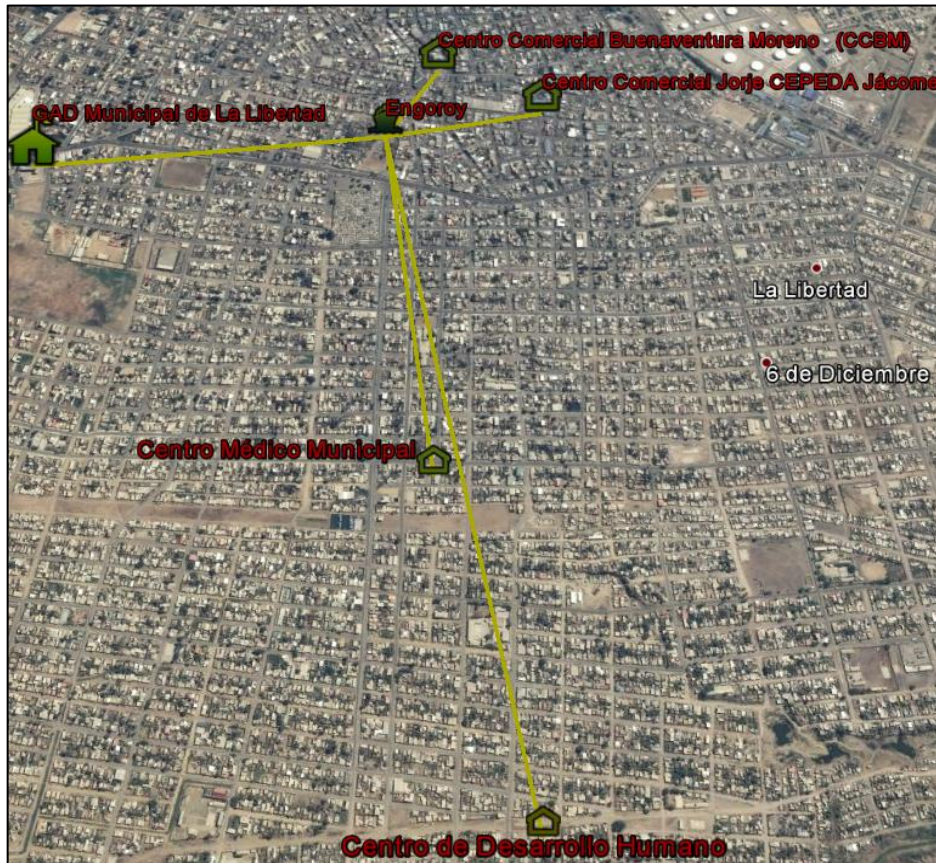 Centro Comercial Buenaventura Moreno (CCBM)
Centro Comercial Jorje CEPEDA Jácome
GAD Municipal de La Libertad
Engoroy
La Libertad
6 de Diciembre
Centro Médico Municipal
Centro de Desarrollo Humano